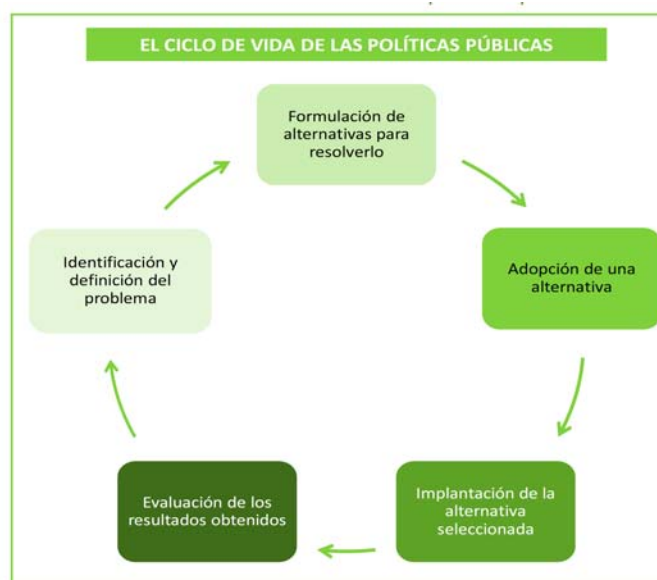 EL CICLO DE VIDA DE LAS POLÍTICAS PÚBLICAS
Formulación de
alternativas para
resolverlo
Identificación y
definición del
problema
Adopción de una
alternativa
Evaluación de los
resultados obtenidos
Implantación de la
alternativa
seleccionada